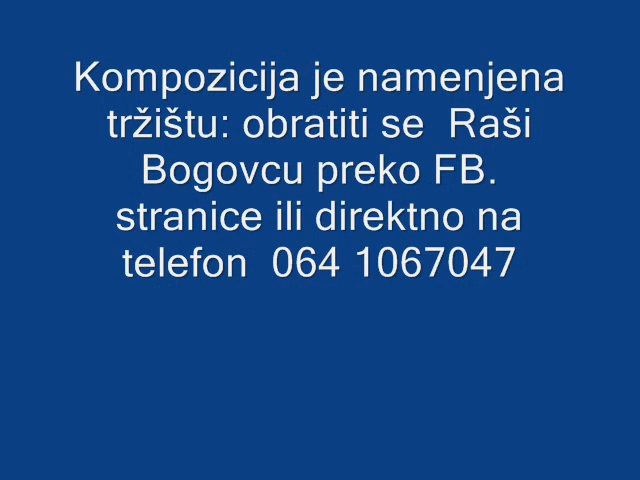 Kompozicija je namenjena
tržištu: obratiti se  Raši
Bogovcu preko FB.
stranice ili direktno na
telefon  064 1067047